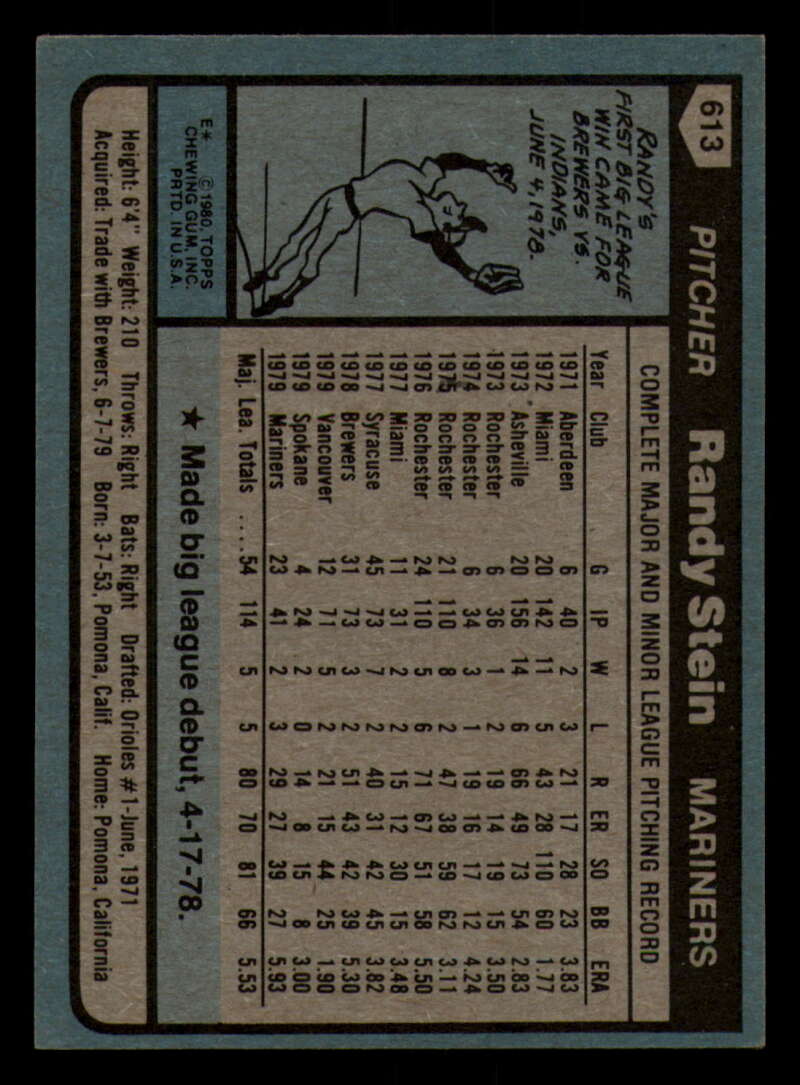 613 PITCHER Randy Stein MARINERS
RANDY'S
FIRST BIG LEAGUE
WIN CAME FOR
BREWERS VS.
INDIANS,
JUNE 4, 1978.
E* © 1980, TOPPS
CHEWING GUM, INC.
PRTD. IN U.S.A.
COMPLETE MAJOR AND MINOR LEAGUE PITCHING RECORD
Year Club G IP W L R ER SO BB ERA
1971 Aberdeen 6 40 2 3 21 17 28 23 3.83
1972 Miami 20 142 11 5 43 28 110 60 1.77
1973 Asheville 20 156 14 6 66 49 73 54 2.83
1973 Rochester 6 36 1 2 19 14 19 15 3.50
1974 Rochester 6 34 3 1 19 16 17 12 4.24
1975 Rochester 21 110 8 2 47 38 59 62 3.11
1976 Rochester 24 110 5 6 71 67 51 58 5.50
1977 Miami 11 31 2 2 15 12 30 15 3.48
1977 Syracuse 45 73 7 2 40 31 42 45 3.82
1978 Brewers 31 73 3 2 51 43 42 39 5.30
1979 Vancouver 12 71 5 2 21 15 44 25 1.90
1979 Spokane 4 24 2 0 14 8 15 8 3.00
1979 Mariners 23 41 2 3 29 27 39 27 5.93
Maj. Lea. Totals .... 54 114 5 5 80 70 81 66 5.53
★ Made big league debut, 4-17-78.
Height: 6'4" Weight: 210 Throws: Right Bats: Right Drafted: Orioles #1-June, 1971
Acquired: Trade with Brewers, 6-7-79 Born: 3-7-53, Pomona, Calif. Home: Pomona, California